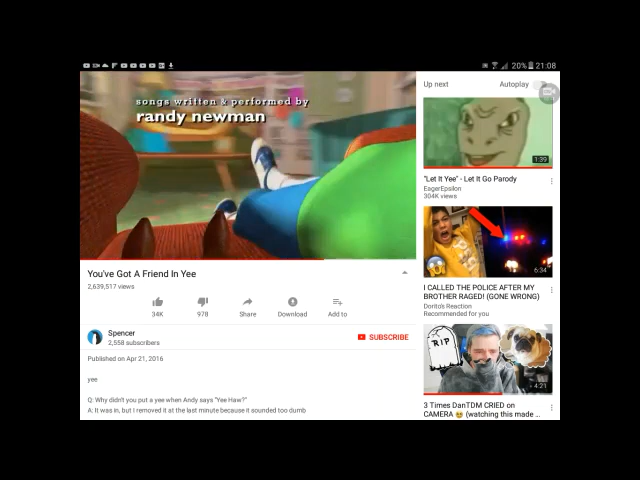 20% 21:08
songs written & performed by
randy newman
You've Got A Friend In Yee
2,639,517 views
34K
978
Share
Download
Add to
Spencer
2,558 subscribers
SUBSCRIBE
Published on Apr 21, 2016
yee
Q: Why didn't you put a yee when Andy says "Yee Haw?"
A: It was in, but I removed it at the last minute because it sounded too dumb
Up next
Autoplay
1:39
"Let It Yee" - Let It Go Parody
EagerEpsilon
304K views
6:34
I CALLED THE POLICE AFTER MY
BROTHER RAGED! (GONE WRONG)
Dorito's Reaction
Recommended for you
RIP
4:21
3 Times DanTDM CRIED on
CAMERA 😢 (watching this made ...